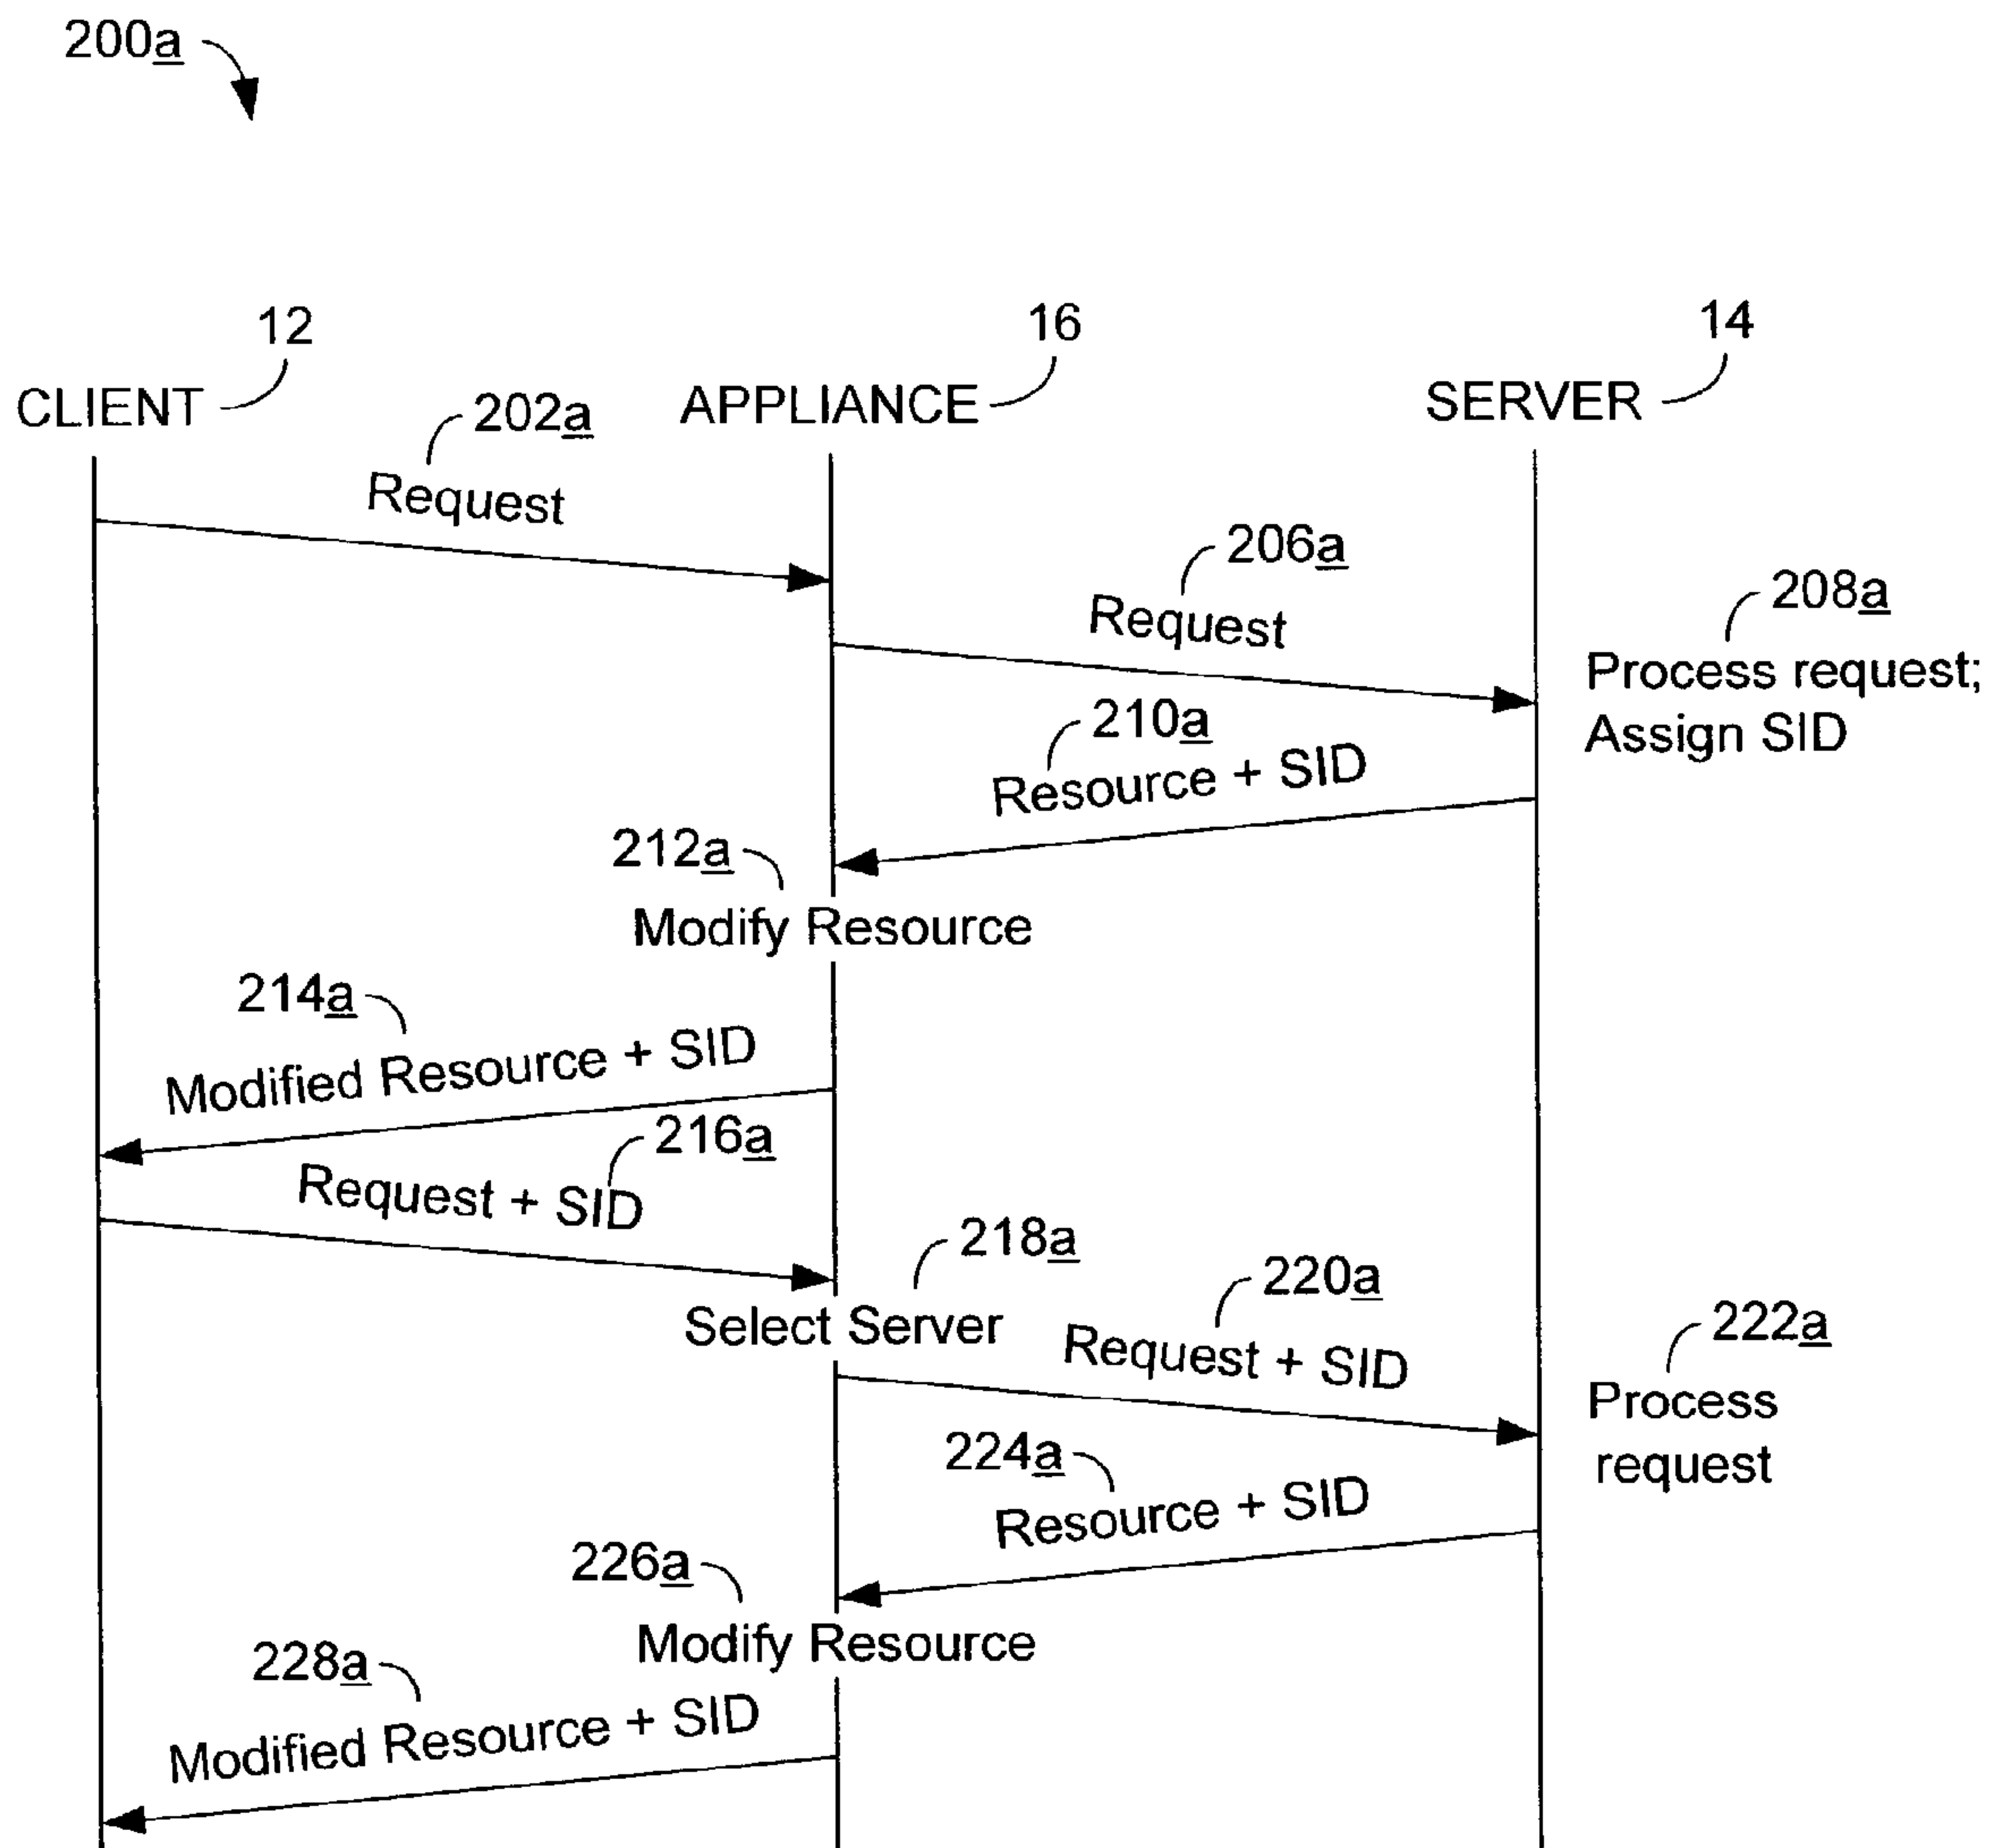 200a
12
16
14
CLIENT
APPLIANCE
SERVER
202a
Request
206a
Request
208a
Process request;
Assign SID
210a
Resource + SID
212a
Modify Resource
214a
Modified Resource + SID
216a
Request + SID
218a
Select Server
220a
Request + SID
222a
Process
request
224a
Resource + SID
226a
Modify Resource
228a
Modified Resource + SID